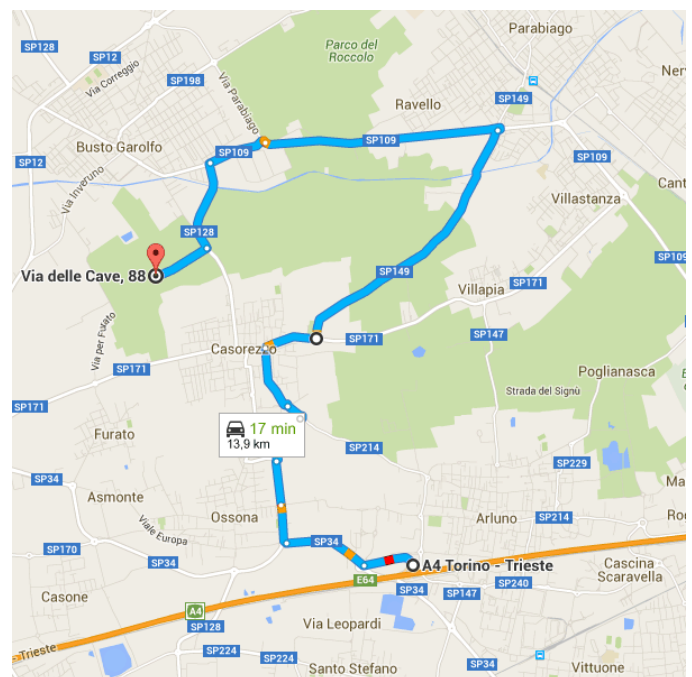 Parabiago
SP128
SP12
Parco del
Roccolo
Via Correggio
SP198
Via Parabiago
Ravello
SP149
Busto Garolfo
SP109
SP109
SP109
SP12
Via Inveruno
Villastanza
SP128
Via delle Cave, 88
SP149
SP109
Villapia
SP171
SP171
Casorezzo
SP147
Via per Furato
SP171
SP171
Poglianasca
Strada del Signù
17 min
13,9 km
Furato
SP214
SP229
SP34
Asmonte
Viale Europa
Ossona
Arluno
SP214
SP34
SP170
SP34
A4 Torino - Trieste
Cascina
Scaravella
E64
SP240
SP34
SP147
Casone
A4
SP128
Via Leopardi
- Trieste
SP224
SP224
SP34
Santo Stefano
Vittuone